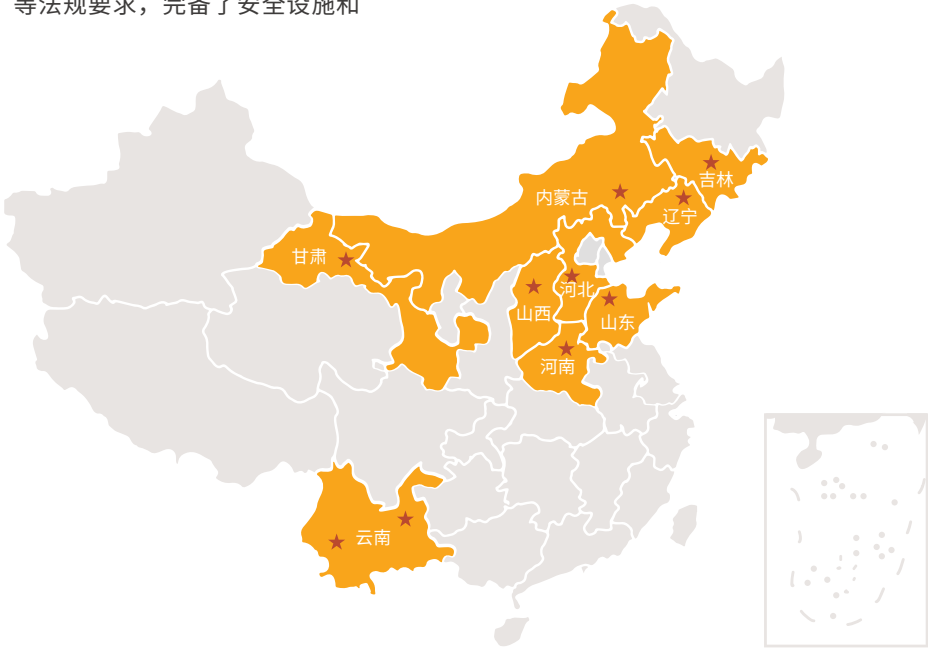 等法规要求，完备了安全设施和
吉林
内蒙古
辽宁
甘肃
河北
山西
山东
河南
云南